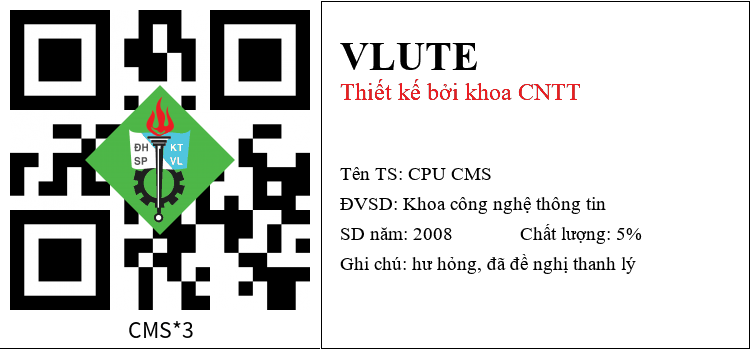 ĐH KT
SP VL
CMS*3
VLUTE
Thiết kế bởi khoa CNTT
Tên TS: CPU CMS
ĐVSD: Khoa công nghệ thông tin
SD năm: 2008 Chất lượng: 5%
Ghi chú: hư hỏng, đã đề nghị thanh lý